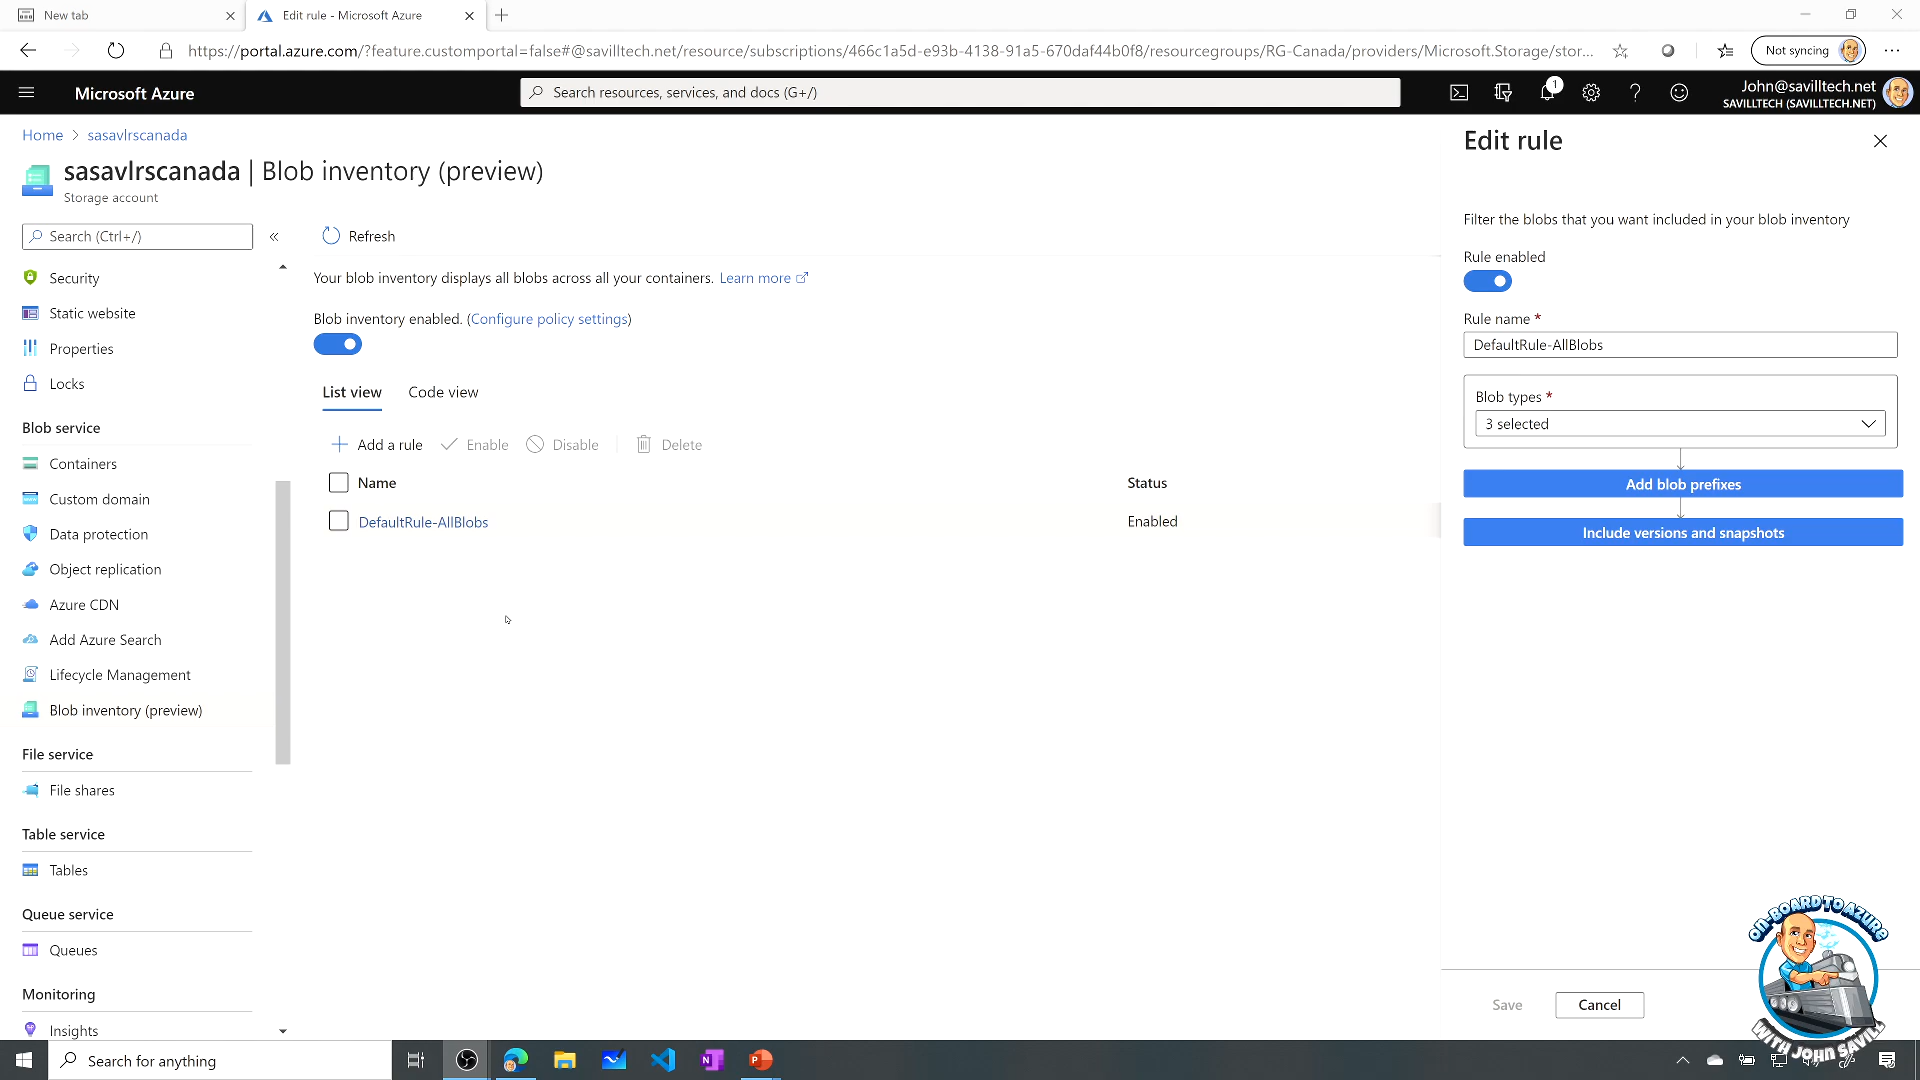 New tab
Edit rule - Microsoft Azure
https://portal.azure.com/?feature.customportal=false#@savilltech.net/resource/subscriptions/466c1a5d-e93b-4138-91a5-670daf44b0f8/resourcegroups/RG-Canada/providers/Microsoft.Storage/stor...
Not syncing
Microsoft Azure
Search resources, services, and docs (G+/)
1
John@savilltech.net
SAVILLTECH (SAVILLTECH.NET)
Home > sasavlrscanada
sasavlrscanada | Blob inventory (preview)
Storage account
Search (Ctrl+/)
Security
Static website
Properties
Locks
Blob service
Containers
Custom domain
Data protection
Object replication
Azure CDN
Add Azure Search
Lifecycle Management
Blob inventory (preview)
File service
File shares
Table service
Tables
Queue service
Queues
Monitoring
Insights
Refresh
Your blob inventory displays all blobs across all your containers. Learn more
Blob inventory enabled. (Configure policy settings)
List view Code view
Add a rule Enable Disable Delete
Name Status
DefaultRule-AllBlobs Enabled
Edit rule
Filter the blobs that you want included in your blob inventory
Rule enabled
Rule name *
DefaultRule-AllBlobs
Blob types *
3 selected
Add blob prefixes
Include versions and snapshots
Save Cancel
ON-BOARD TO AZURE
WITH JOHN SAVILL
Search for anything